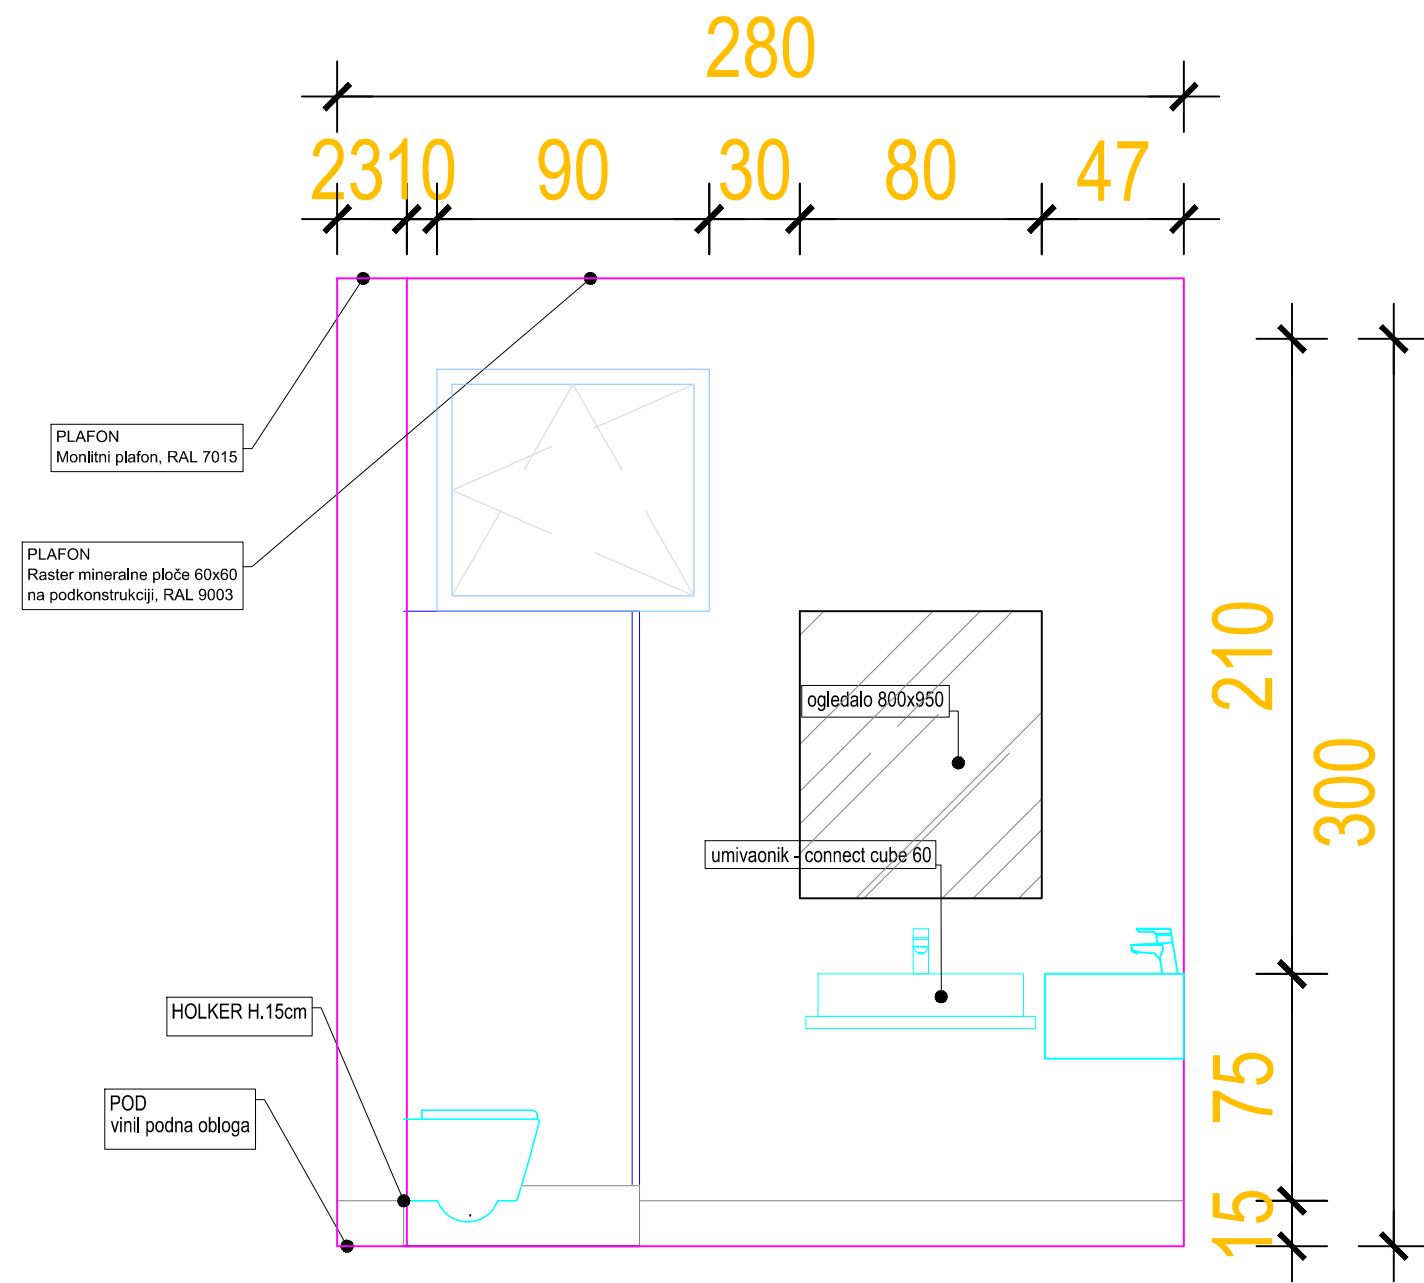 280
23
10
90
30
80
47
PLAFON
Monlitni plafon, RAL 7015
PLAFON
Raster mineralne ploče 60x60
na podkonstrukciji, RAL 9003
210
ogledalo 800x950
300
umivaonik - connect cube 60
HOLKER H.15cm
75
POD
vinil podna obloga
15